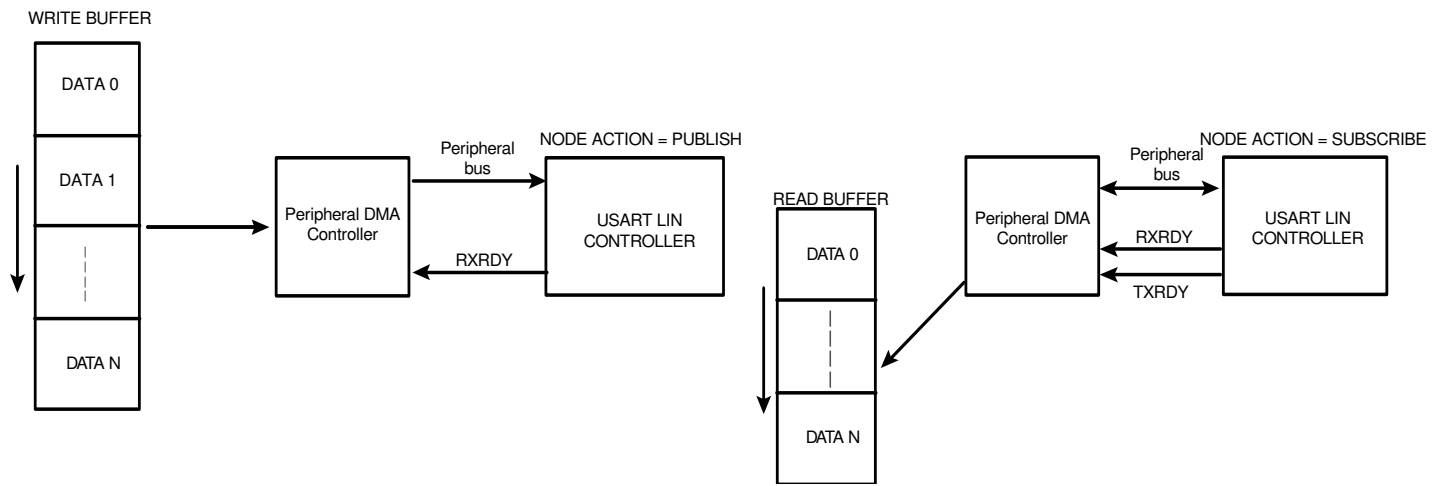 WRITE BUFFER
DATA 0
DATA 1
DATA N
Peripheral DMA
Controller
Peripheral
bus
RXRDY
NODE ACTION = PUBLISH
USART LIN
CONTROLLER
READ BUFFER
DATA 0
DATA N
Peripheral DMA
Controller
Peripheral
bus
RXRDY
TXRDY
NODE ACTION = SUBSCRIBE
USART LIN
CONTROLLER